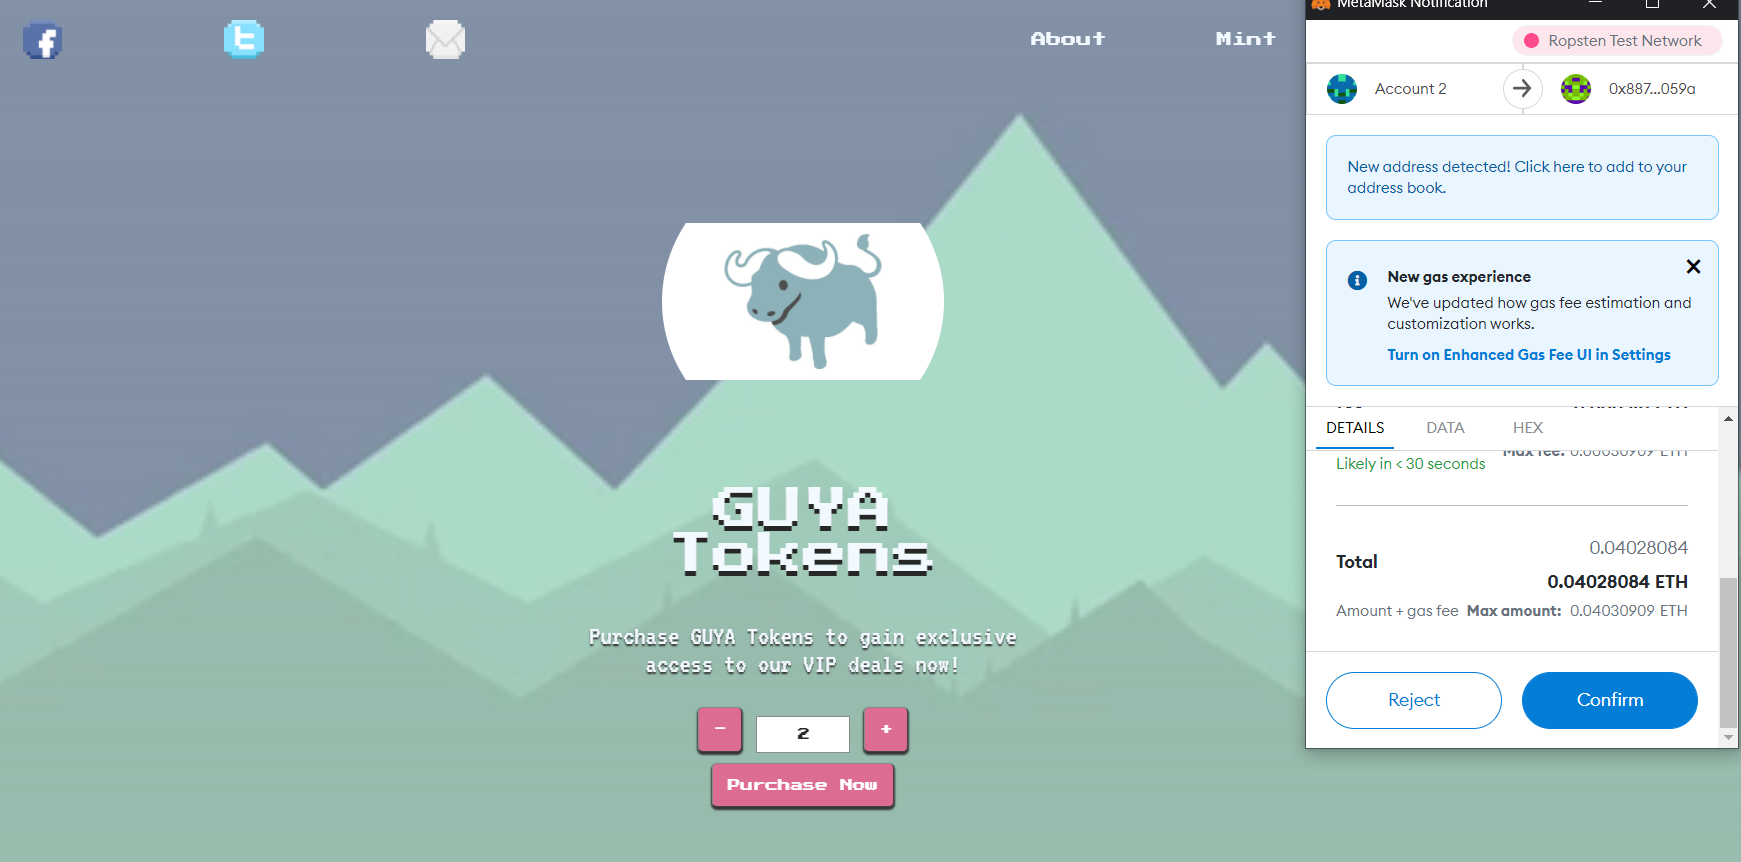 About
Mint
GUYA
Tokens
Purchase GUYA Tokens to gain exclusive
access to our VIP deals now!
-
2
+
Purchase Now
MetaMask Notification
Ropsten Test Network
Account 2
0x887...059a
New address detected! Click here to add to your
address book.
New gas experience
We've updated how gas fee estimation and
customization works.
Turn on Enhanced Gas Fee UI in Settings
DETAILS
DATA
HEX
Likely in < 30 seconds
Max fee: 0.00030909 ETH
0.04028084
Total
0.04028084 ETH
Amount + gas fee Max amount: 0.04030909 ETH
Reject
Confirm